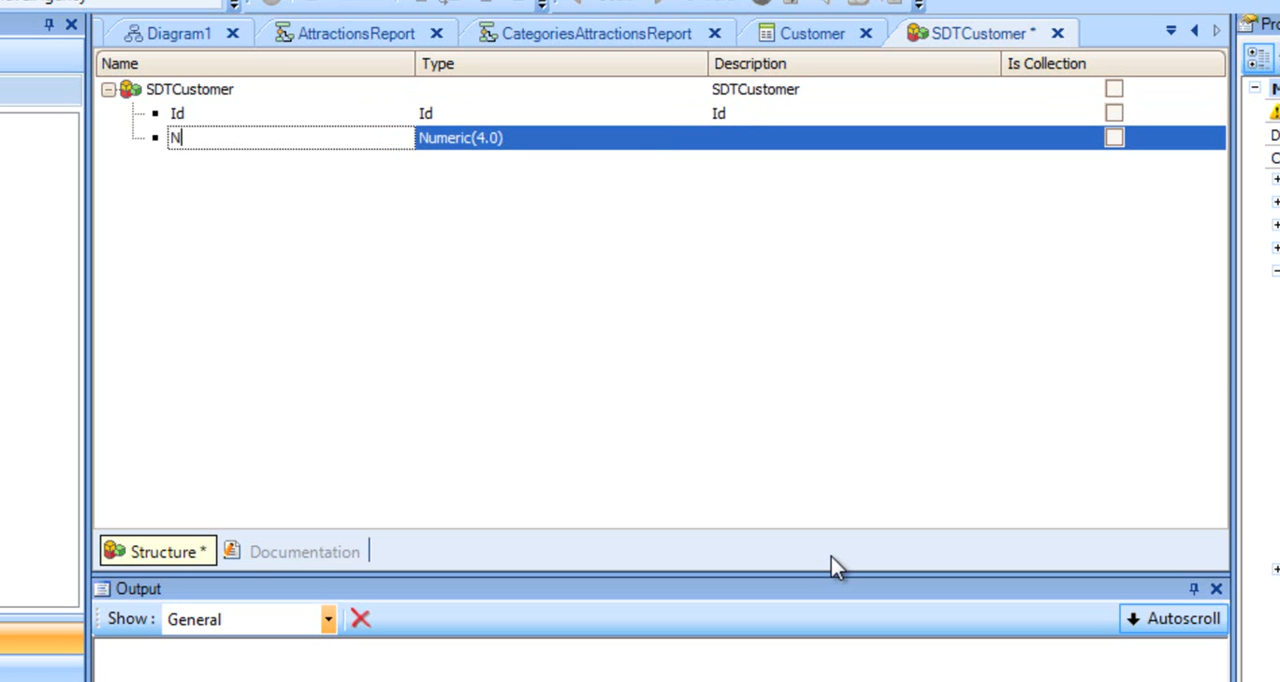 Diagram1 AttractionsReport CategoriesAttractionsReport Customer SDTCustomer *
Name Type Description Is Collection
SDTCustomer SDTCustomer
Id Id Id
N Numeric(4.0)
Structure * Documentation
Output
Show: General Autoscroll